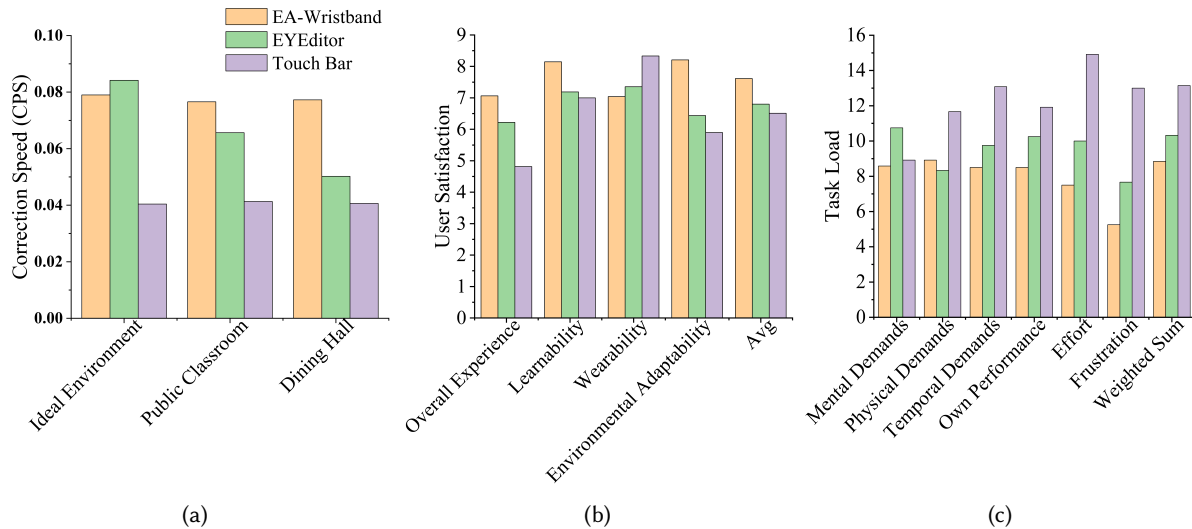 EA-Wristband
EYEditor
Touch Bar
Correction Speed (CPS)
0.10
0.08
0.06
0.04
0.02
0.00
Ideal Environment
Public Classroom
Dining Hall
(a)
User Satisfaction
9
8
7
6
5
4
3
2
1
0
Overall Experience
Learnability
Wearability
Environmental Adaptability
Avg
(b)
Task Load
16
14
12
10
8
6
4
2
0
Mental Demands
Physical Demands
Temporal Demands
Own Performance
Effort
Frustration
Weighted Sum
(c)